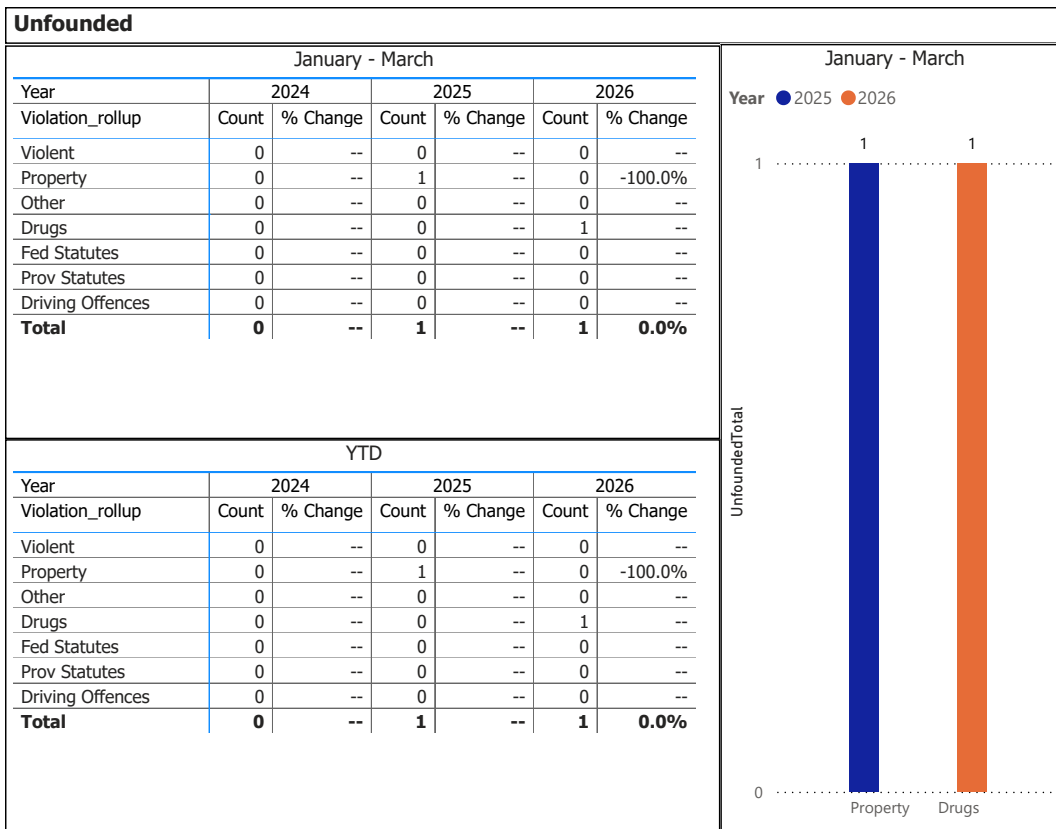 Unfounded
January - March
Year 2024 2025 2026
Violation_rollup Count % Change Count % Change Count % Change
Violent 0 -- 0 -- 0 --
Property 0 -- 1 -- 0 -100.0%
Other 0 -- 0 -- 0 --
Drugs 0 -- 0 -- 1 --
Fed Statutes 0 -- 0 -- 0 --
Prov Statutes 0 -- 0 -- 0 --
Driving Offences 0 -- 0 -- 0 --
Total 0 -- 1 -- 1 0.0%
YTD
Year 2024 2025 2026
Violation_rollup Count % Change Count % Change Count % Change
Violent 0 -- 0 -- 0 --
Property 0 -- 1 -- 0 -100.0%
Other 0 -- 0 -- 0 --
Drugs 0 -- 0 -- 1 --
Fed Statutes 0 -- 0 -- 0 --
Prov Statutes 0 -- 0 -- 0 --
Driving Offences 0 -- 0 -- 0 --
Total 0 -- 1 -- 1 0.0%
January - March
Year 2025 2026
1 1
1
UnfoundedTotal
0
Property Drugs